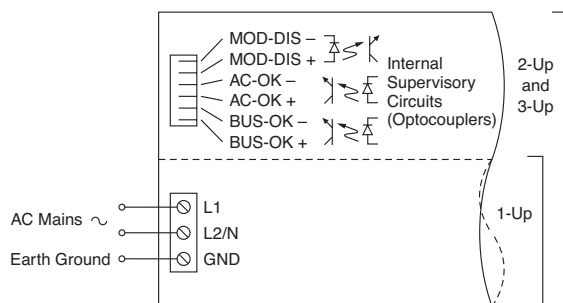 MOD-DIS –
MOD-DIS +
AC-OK –
AC-OK +
BUS-OK –
BUS-OK +
Internal
Supervisory
Circuits
(Optocouplers)
2-Up
and
3-Up
1-Up
AC Mains ~
Earth Ground
L1
L2/N
GND